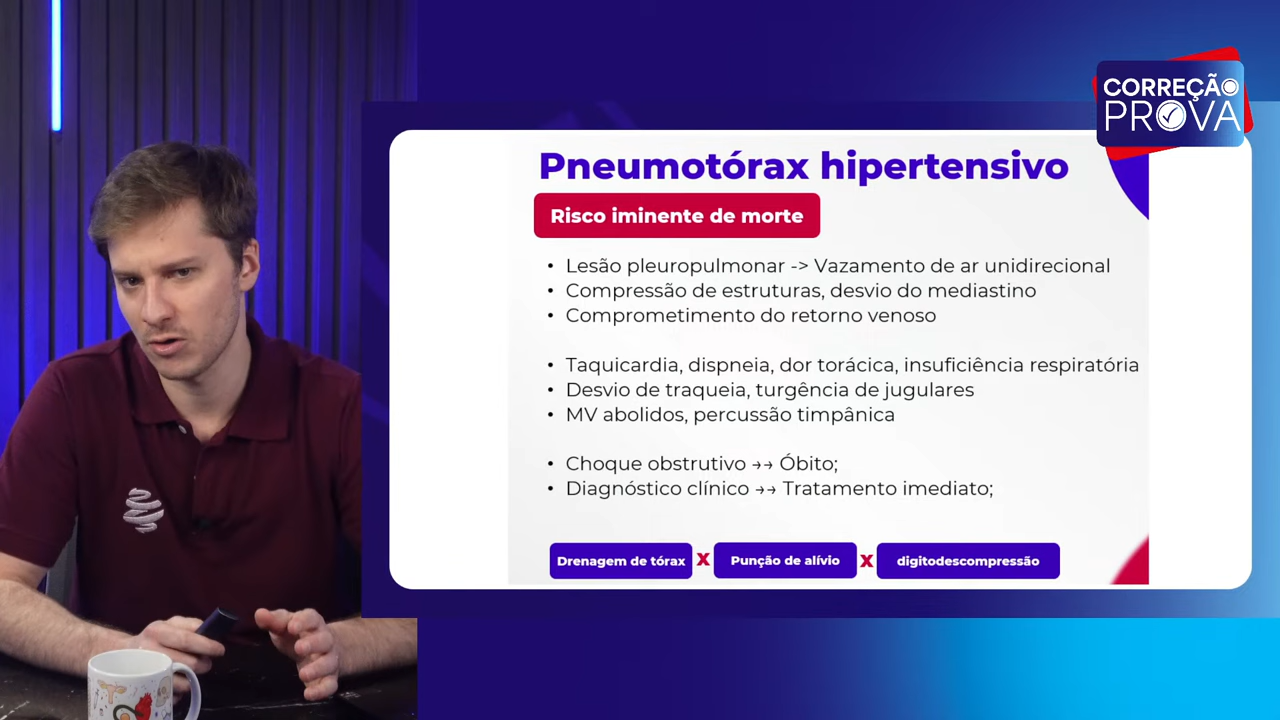 CORREÇÃO
PROVA
Pneumotórax hipertensivo
Risco iminente de morte
• Lesão pleuropulmonar -> Vazamento de ar unidirecional
• Compressão de estruturas, desvio do mediastino
• Comprometimento do retorno venoso
• Taquicardia, dispneia, dor torácica, insuficiência respiratória
• Desvio de traqueia, turgência de jugulares
• MV abolidos, percussão timpânica
• Choque obstrutivo →→ Óbito;
• Diagnóstico clínico →→ Tratamento imediato;
Drenagem de tórax X Punção de alívio X digitodescompressão